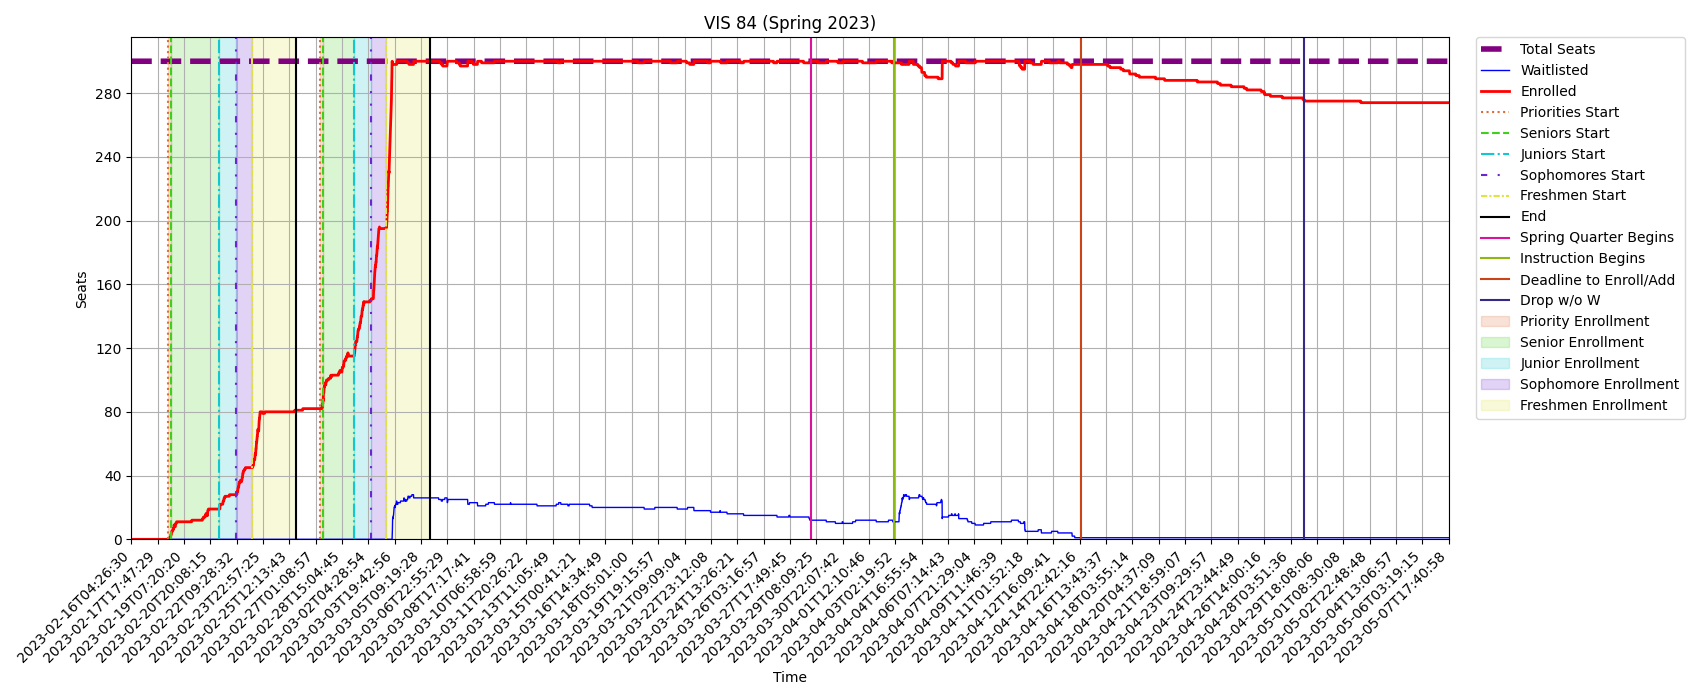 VIS 84 (Spring 2023)
Seats
280
240
200
160
120
80
40
0
2023-02-16T04:26:30
2023-02-17T17:47:29
2023-02-19T07:20:20
2023-02-20T20:08:15
2023-02-22T09:28:32
2023-02-23T22:57:25
2023-02-25T12:13:43
2023-02-27T01:08:57
2023-02-28T15:04:45
2023-03-02T04:28:54
2023-03-03T19:42:56
2023-03-05T09:19:28
2023-03-06T22:55:29
2023-03-08T17:17:41
2023-03-10T06:58:59
2023-03-11T20:26:22
2023-03-13T11:05:49
2023-03-15T00:41:21
2023-03-16T14:34:49
2023-03-18T05:01:00
2023-03-19T19:15:57
2023-03-21T09:09:04
2023-03-22T23:12:08
2023-03-24T13:26:21
2023-03-26T03:16:57
2023-03-27T17:49:45
2023-03-29T08:09:25
2023-03-30T22:07:42
2023-04-01T12:10:46
2023-04-03T02:19:52
2023-04-04T16:55:54
2023-04-06T07:14:43
2023-04-07T21:29:04
2023-04-09T11:46:39
2023-04-11T01:52:18
2023-04-12T16:09:41
2023-04-14T22:42:16
2023-04-16T13:43:37
2023-04-18T03:55:14
2023-04-20T04:37:09
2023-04-21T18:59:07
2023-04-23T09:29:57
2023-04-24T23:44:49
2023-04-26T14:00:16
2023-04-28T03:51:36
2023-04-29T18:08:06
2023-05-01T08:30:08
2023-05-02T22:48:48
2023-05-04T13:06:57
2023-05-06T03:19:15
2023-05-07T17:40:58
Time
Total Seats
Waitlisted
Enrolled
Priorities Start
Seniors Start
Juniors Start
Sophomores Start
Freshmen Start
End
Spring Quarter Begins
Instruction Begins
Deadline to Enroll/Add
Drop w/o W
Priority Enrollment
Senior Enrollment
Junior Enrollment
Sophomore Enrollment
Freshmen Enrollment